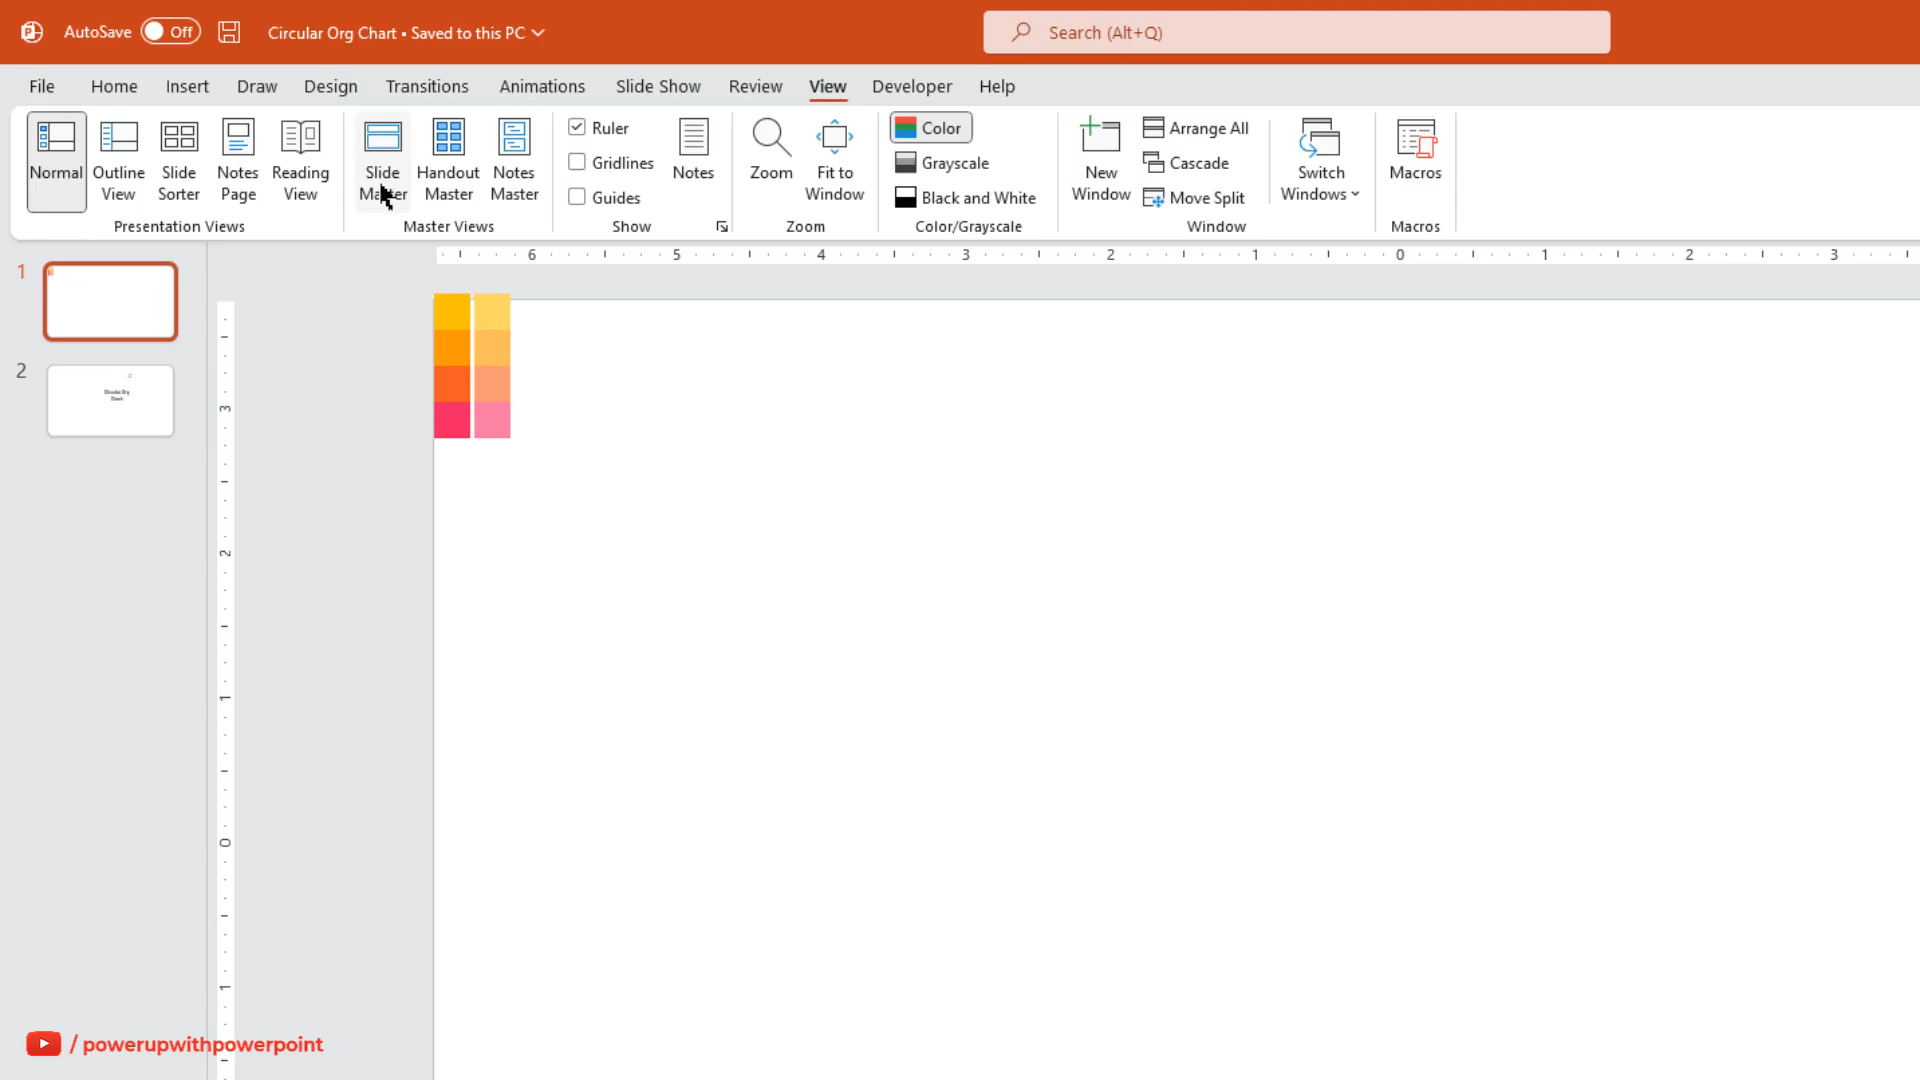 AutoSave Off Circular Org Chart • Saved to this PC Search (Alt+Q)
File Home Insert Draw Design Transitions Animations Slide Show Review View Developer Help
Normal
Outline View
Slide Sorter
Notes Page
Reading View
Presentation Views
Slide Master
Handout Master
Notes Master
Master Views
Ruler
Gridlines
Guides
Notes
Show
Zoom
Fit to Window
Zoom
Color
Grayscale
Black and White
Color/Grayscale
New Window
Arrange All
Cascade
Move Split
Switch Windows
Window
Macros
Macros
6 5 4 3 2 1 0 1 2 3
1
2
Circular Org
Chart
3
2
1
0
1
/ powerupwithpowerpoint